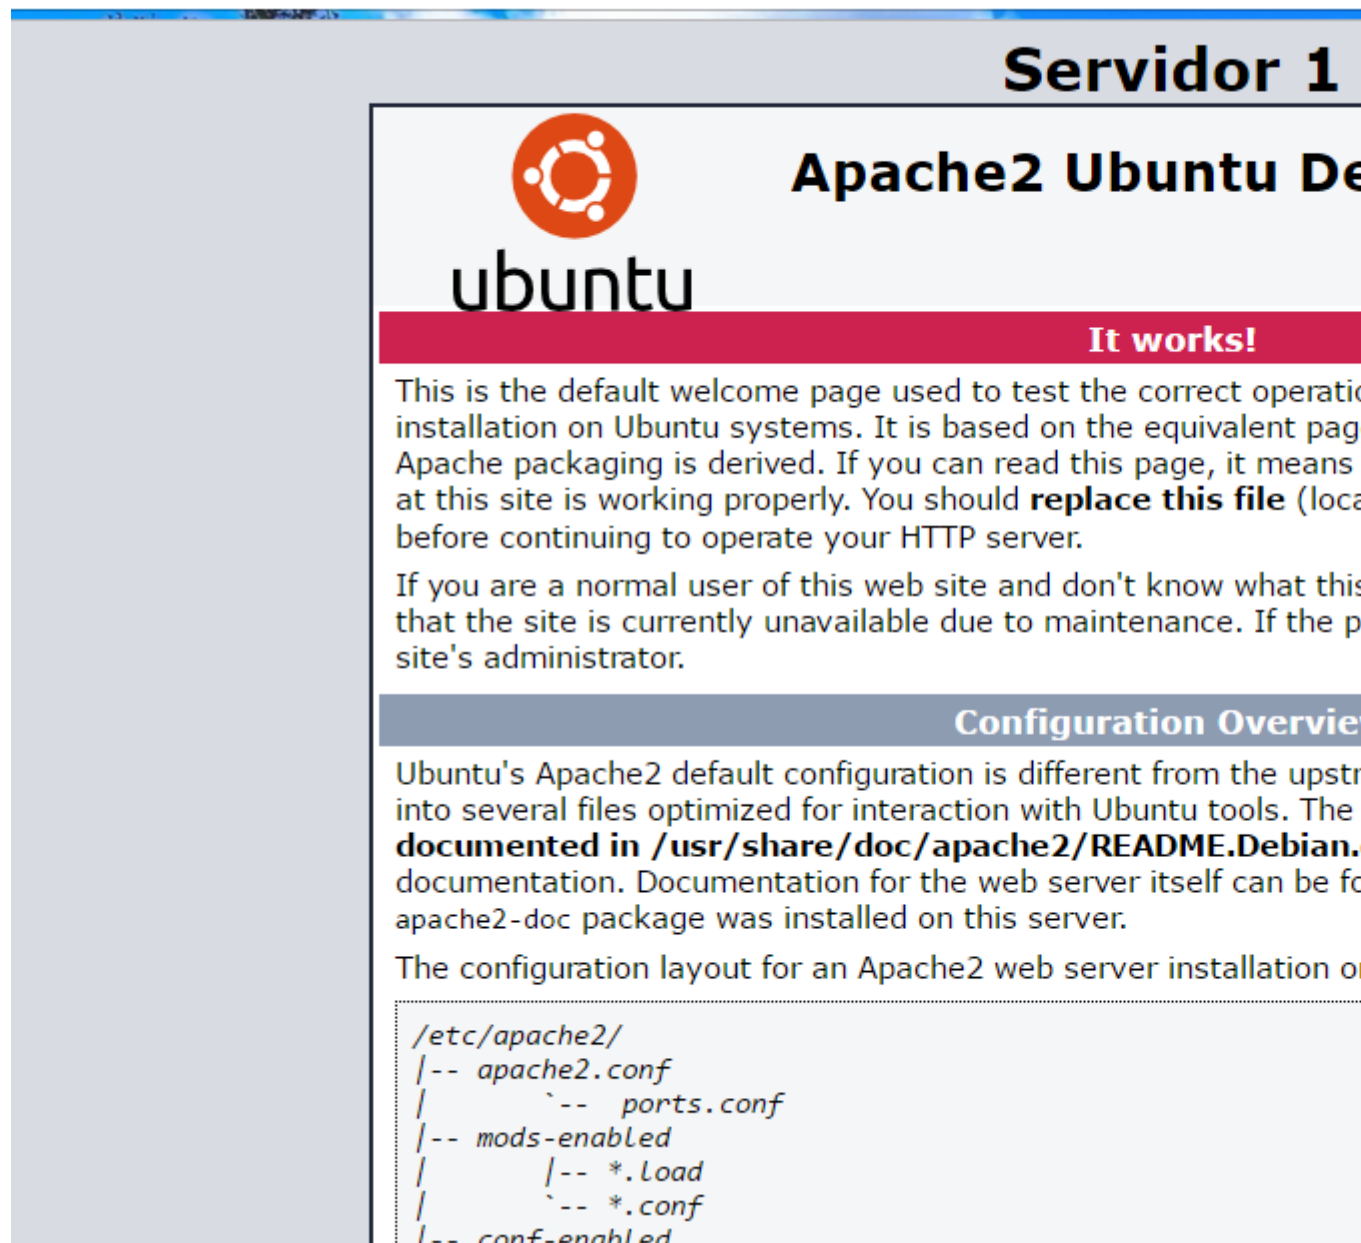 Servidor 1
Apache2 Ubuntu De
ubuntu
It works!
This is the default welcome page used to test the correct operatio
installation on Ubuntu systems. It is based on the equivalent pag
Apache packaging is derived. If you can read this page, it means
at this site is working properly. You should replace this file (loca
before continuing to operate your HTTP server.
If you are a normal user of this web site and don't know what this
that the site is currently unavailable due to maintenance. If the p
site's administrator.
Configuration Overvie
Ubuntu's Apache2 default configuration is different from the upstr
into several files optimized for interaction with Ubuntu tools. The
documented in /usr/share/doc/apache2/README.Debian.
documentation. Documentation for the web server itself can be fo
apache2-doc package was installed on this server.
The configuration layout for an Apache2 web server installation o
/etc/apache2/
|-- apache2.conf
|       `--  ports.conf
|-- mods-enabled
|       |-- *.load
|       `-- *.conf
|-- conf-enabled